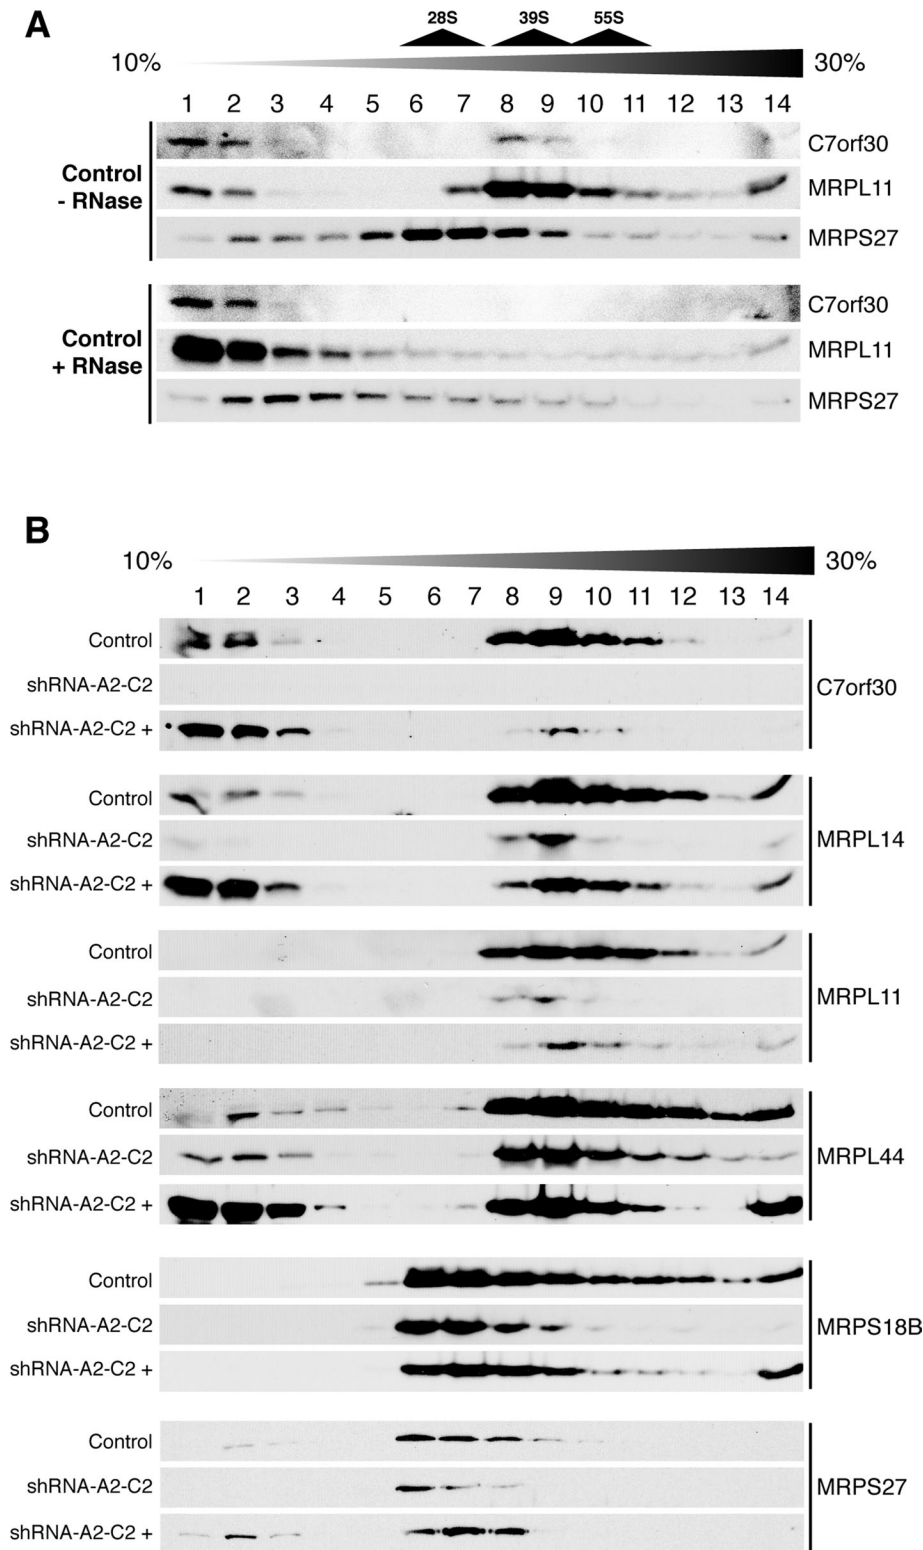 A
28S 39S 55S
10% 30%
1 2 3 4 5 6 7 8 9 10 11 12 13 14
Control
- RNase
C7orf30
MRPL11
MRPS27
Control
+ RNase
C7orf30
MRPL11
MRPS27
B
10% 30%
1 2 3 4 5 6 7 8 9 10 11 12 13 14
Control
shRNA-A2-C2
shRNA-A2-C2 +
C7orf30
Control
shRNA-A2-C2
shRNA-A2-C2 +
MRPL14
Control
shRNA-A2-C2
shRNA-A2-C2 +
MRPL11
Control
shRNA-A2-C2
shRNA-A2-C2 +
MRPL44
Control
shRNA-A2-C2
shRNA-A2-C2 +
MRPS18B
Control
shRNA-A2-C2
shRNA-A2-C2 +
MRPS27